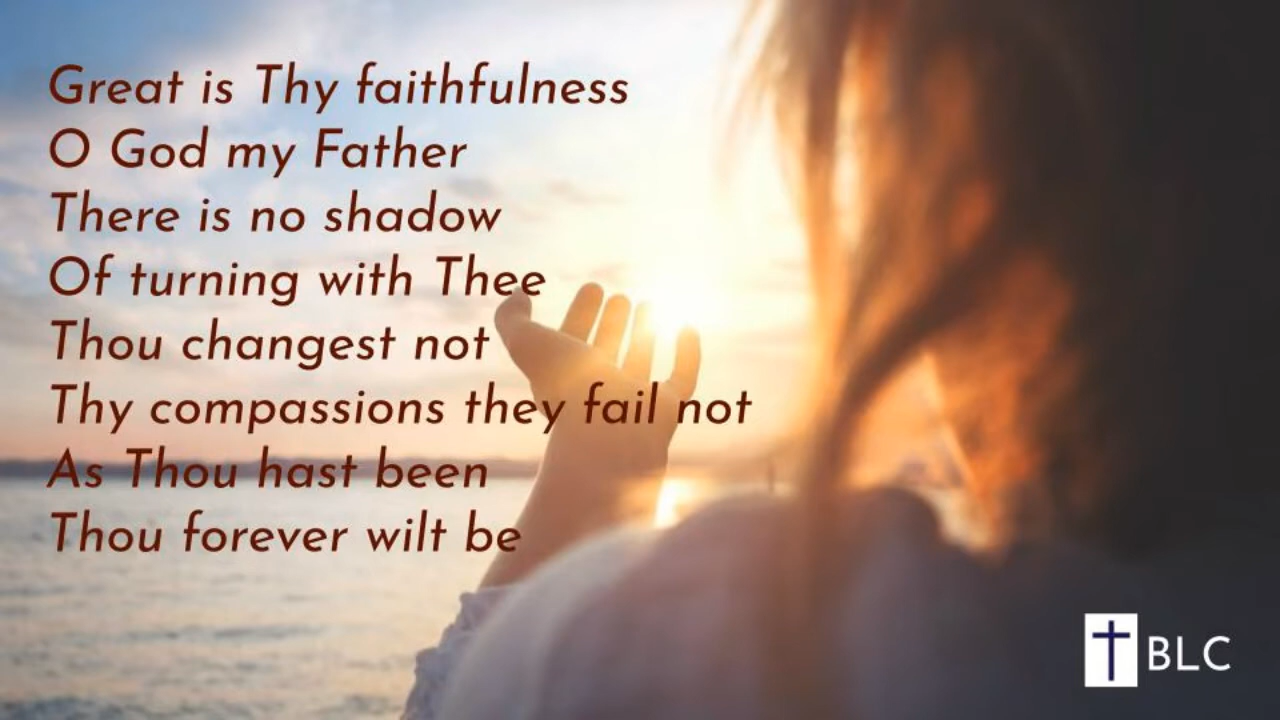 Great is Thy faithfulness
O God my Father
There is no shadow
Of turning with Thee
Thou changest not
Thy compassions they fail not
As Thou hast been
Thou forever wilt be
BLC